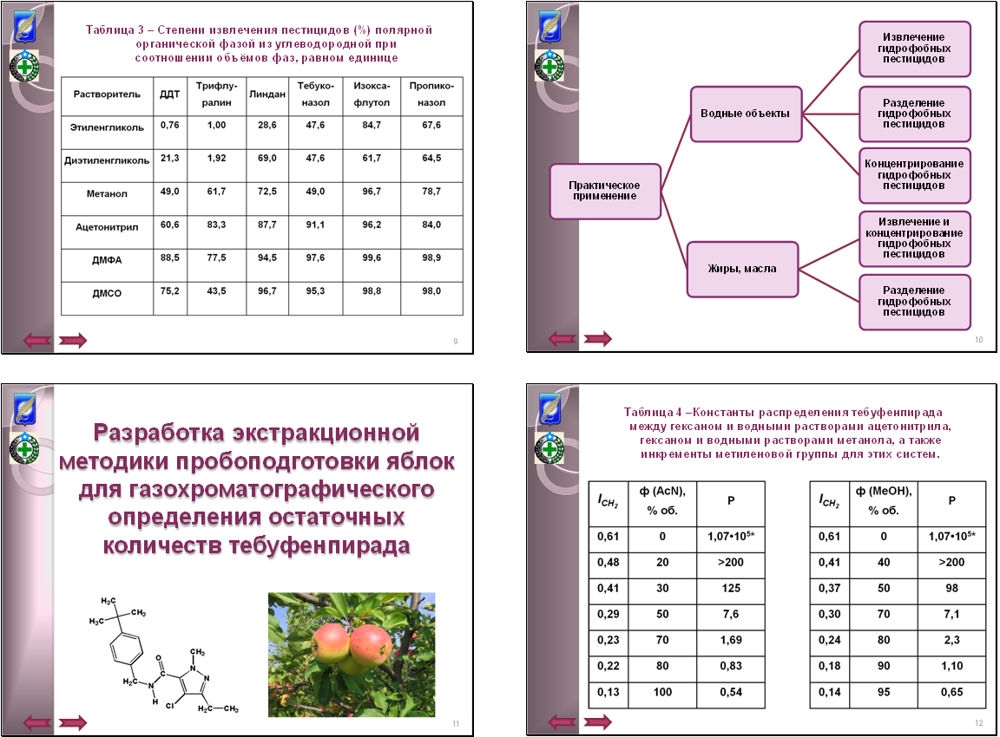 Таблица 3 – Степени извлечения пестицидов (%) полярной
органической фазой из углеводородной при
соотношении объёмов фаз, равном единице
Растворитель ДДТ Трифлу-ралин Линдан Тебуко-назол Изокса-флутол Пропико-назол
Этиленгликоль 0,76 1,00 28,6 47,6 84,7 67,6
Диэтиленгликоль 21,3 1,92 69,0 47,6 61,7 64,5
Метанол 49,0 61,7 72,5 49,0 96,7 78,7
Ацетонитрил 60,6 83,3 87,7 91,1 96,2 84,0
ДМФА 88,5 77,5 94,5 97,6 99,6 98,9
ДМСО 75,2 43,5 96,7 95,3 98,8 98,0
9
Практическое
применение
Водные объекты
Извлечение
гидрофобных
пестицидов
Разделение
гидрофобных
пестицидов
Концентрирование
гидрофобных
пестицидов
Жиры, масла
Извлечение и
концентрирование
гидрофобных
пестицидов
Разделение
гидрофобных
пестицидов
10
Разработка экстракционной
методики пробоподготовки яблок
для газохроматографического
определения остаточных
количеств тебуфенпирада
H₃C
CH₃
H₃C
O
CH₃
C
N
H₂C
N
N
H
Cl
H₂C—CH₃
11
Таблица 4 –Константы распределения тебуфенпирада
между гексаном и водными растворами ацетонитрила,
гексаном и водными растворами метанола, а также
инкременты метиленовой группы для этих систем.
I CH₂ ф (AcN), % об. P
0,61 0 1,07•10⁵*
0,48 20 >200
0,41 30 125
0,29 50 7,6
0,23 70 1,69
0,22 80 0,83
0,13 100 0,54
I CH₂ ф (MeOH), % об. P
0,61 0 1,07•10⁵*
0,41 40 >200
0,37 50 98
0,30 70 7,1
0,24 80 2,3
0,18 90 1,10
0,14 95 0,65
12